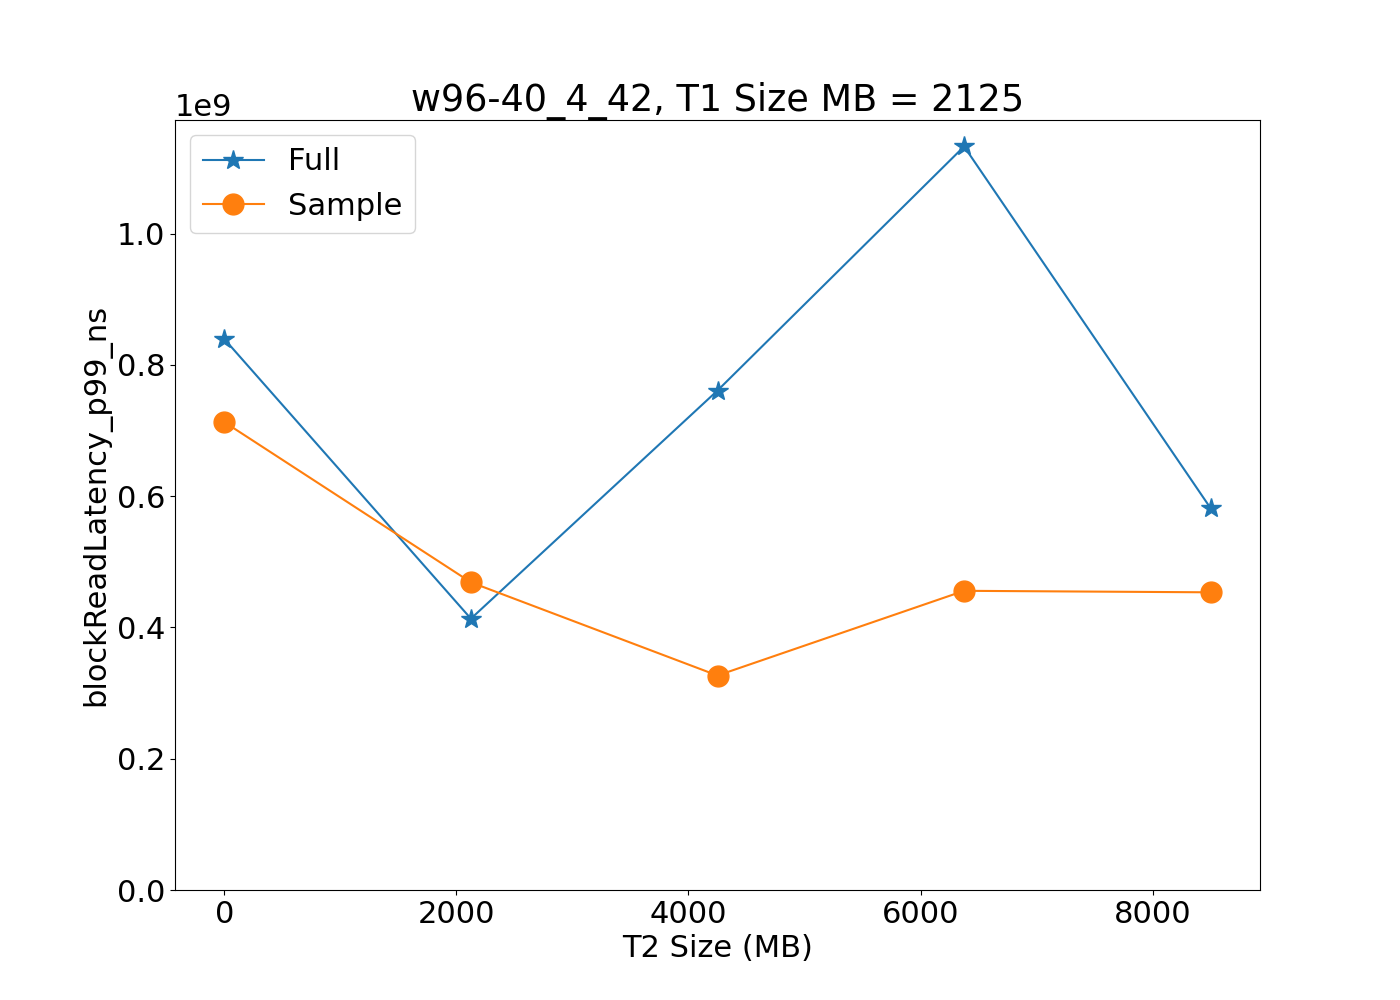 w96-40_4_42, T1 Size MB = 2125
1e9
Full
Sample
1.0
0.8
0.6
0.4
0.2
0.0
blockReadLatency_p99_ns
0 2000 4000 6000 8000
T2 Size (MB)